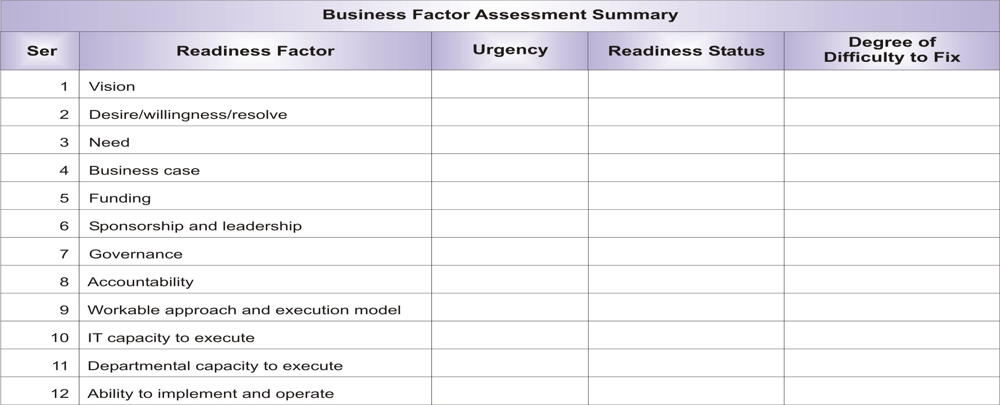 Business Factor Assessment Summary
Ser Readiness Factor Urgency Readiness Status Degree of
Difficulty to Fix
1 Vision
2 Desire/willingness/resolve
3 Need
4 Business case
5 Funding
6 Sponsorship and leadership
7 Governance
8 Accountability
9 Workable approach and execution model
10 IT capacity to execute
11 Departmental capacity to execute
12 Ability to implement and operate